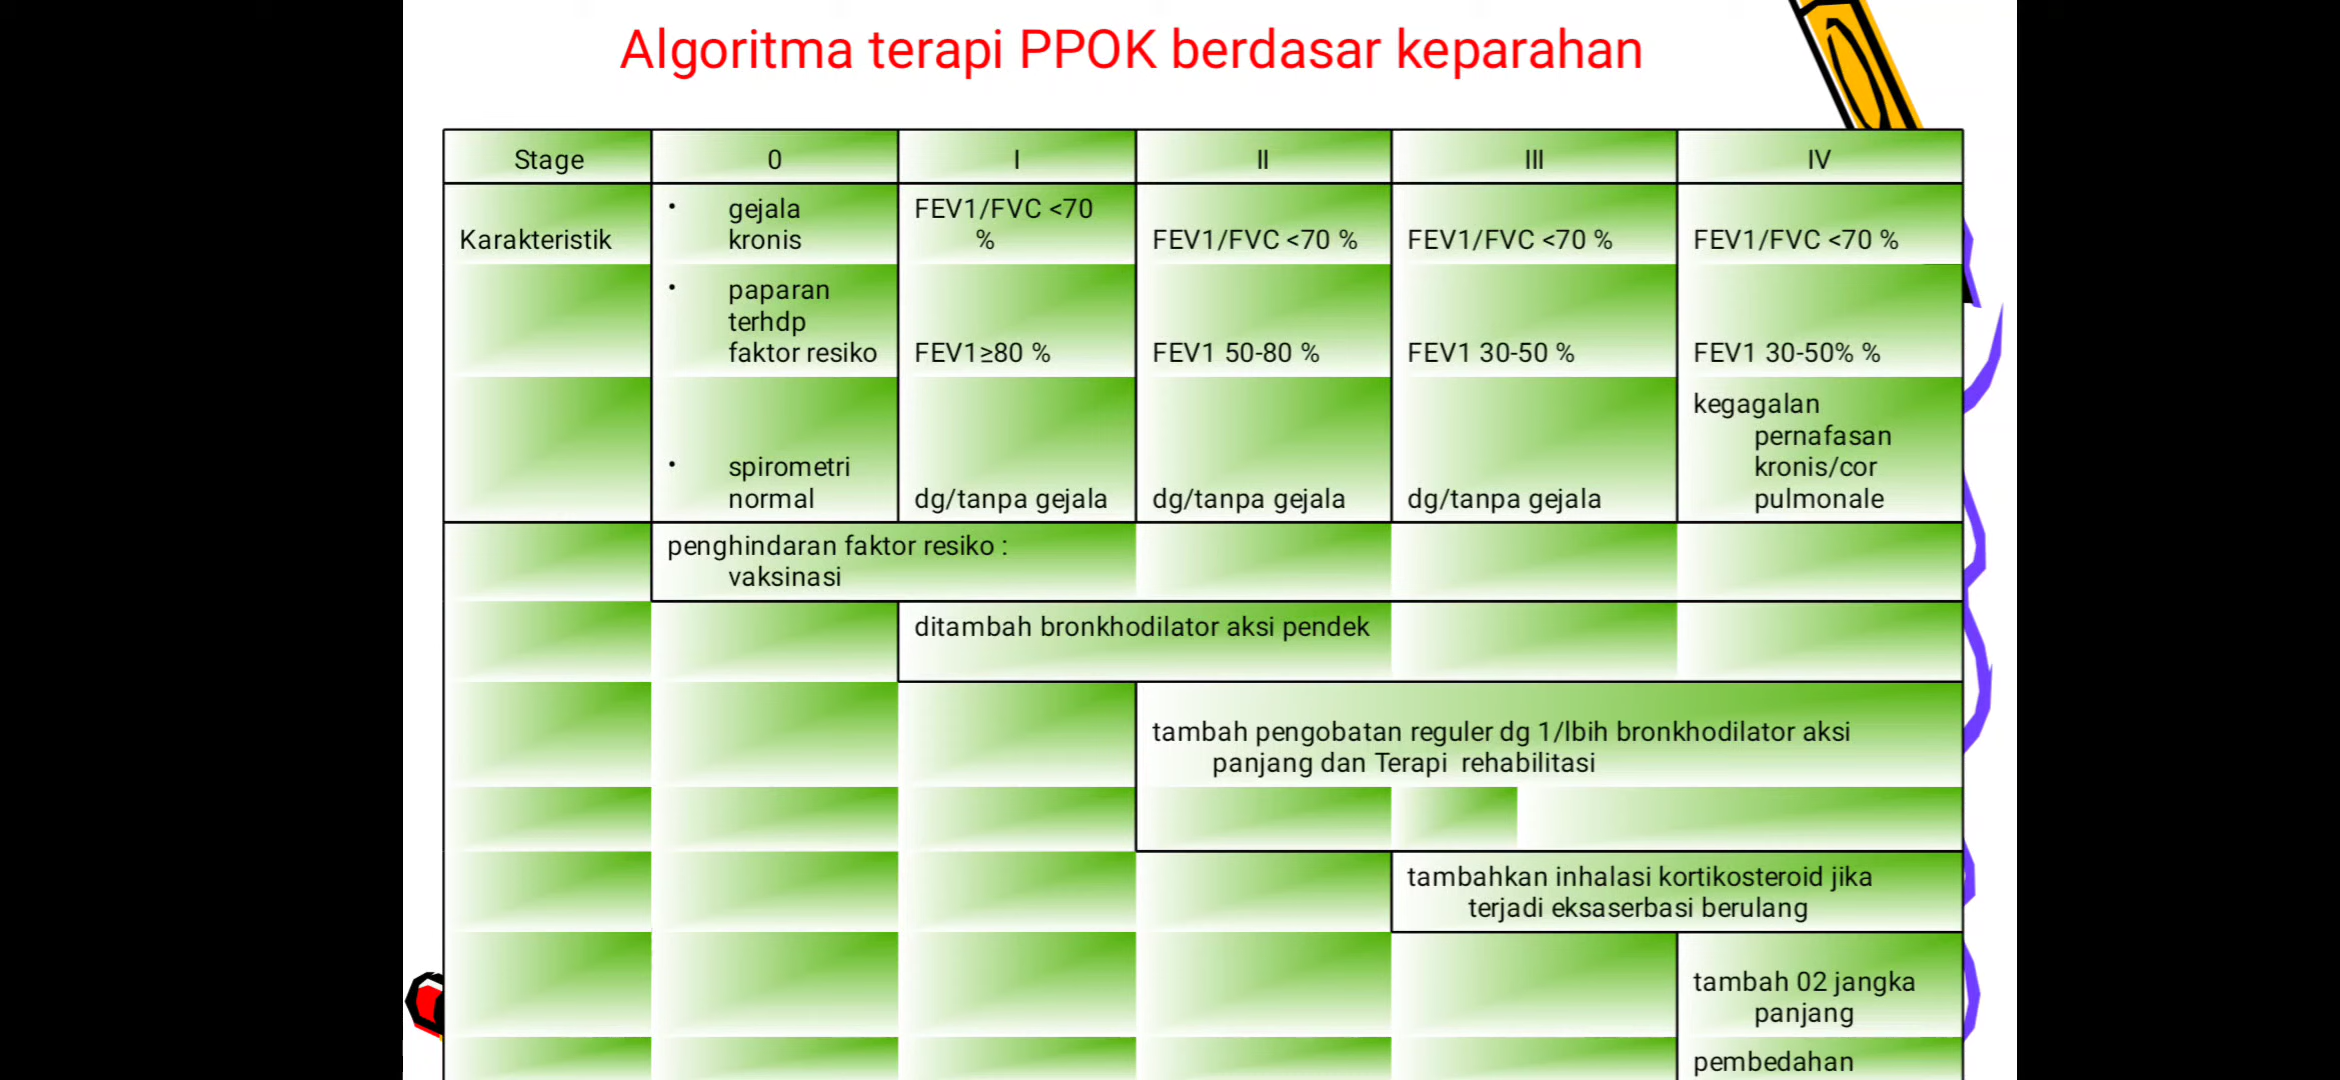 Algoritma terapi PPOK berdasar keparahan
Stage 0 I II III IV
Karakteristik
• gejala
kronis
FEV1/FVC <70
%
FEV1/FVC <70 %
FEV1/FVC <70 %
FEV1/FVC <70 %
• paparan
terhdp
faktor resiko
FEV1≥80 %
FEV1 50-80 %
FEV1 30-50 %
FEV1 30-50% %
• spirometri
normal
dg/tanpa gejala
dg/tanpa gejala
dg/tanpa gejala
kegagalan
pernafasan
kronis/cor
pulmonale
penghindaran faktor resiko :
vaksinasi
ditambah bronkhodilator aksi pendek
tambah pengobatan reguler dg 1/lbih bronkhodilator aksi
panjang dan Terapi rehabilitasi
tambahkan inhalasi kortikosteroid jika
terjadi eksaserbasi berulang
tambah 02 jangka
panjang
pembedahan